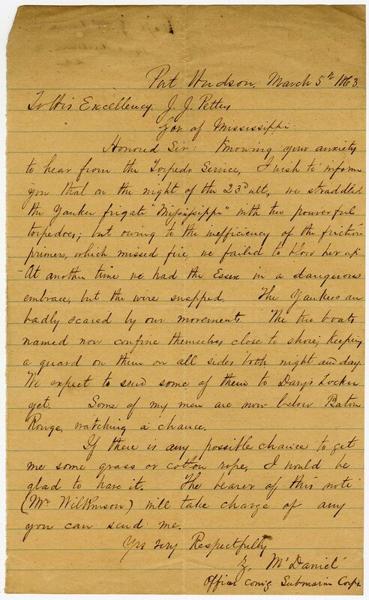 Port Hudson, March 5th 1863
To His Excellency J. J. Pettus
Gov of Mississippi
Honored Sir: Knowing your anxiety
to hear from the Torpedo Service, I wish to inform
you that on the night of the 23d ult, we straddled
the Yankee frigate "Mississippi" with two powerful
torpedoes; but owing to the inefficiency of the friction
primers, which missed fire, we failed to blow her up.
At another time we had the Essex in a dangerous
embrace, but the wire snapped. The Yankees are
badly scared by our movements. The two boats
named now confine themselves close to shore, keeping
a guard on them on all sides both night and day.
We expect to send some of them to Davy's Locker
yet. Some of my men are now below Baton
Rouge, watching a chance.
If there is any possible chance to get
me some grass or cotton rope, I would be
glad to have it. The bearer of this note
(Mr Wilkinson) will take charge of any
you can send me.
Yrs very Respectfully
Z. McDaniel
Officer comg Submarine Corps